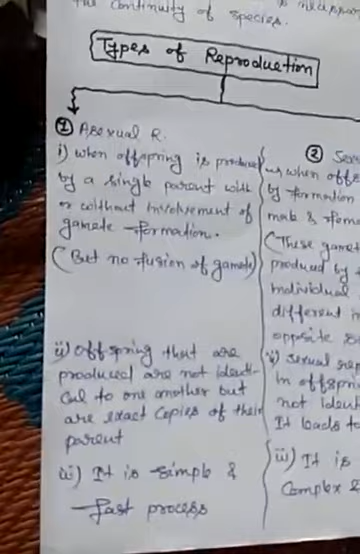 the continuity of species.
Types of Reproduction
① Asexual R.
i) when offspring is produced
by a single parent with
or without involvement of
gamete formation.
(But no fusion of gamete)
ii) offspring that are
produced are not identi-
cal to one another but
are exact copies of their
parent
iii) It is simple &
fast process
②
when offs
by formation
male & fem
(These gamet
produced by
individual
different
opposite
ii) sexual rep
in offspri
not ident
It leads to
iii) It is
Complex &